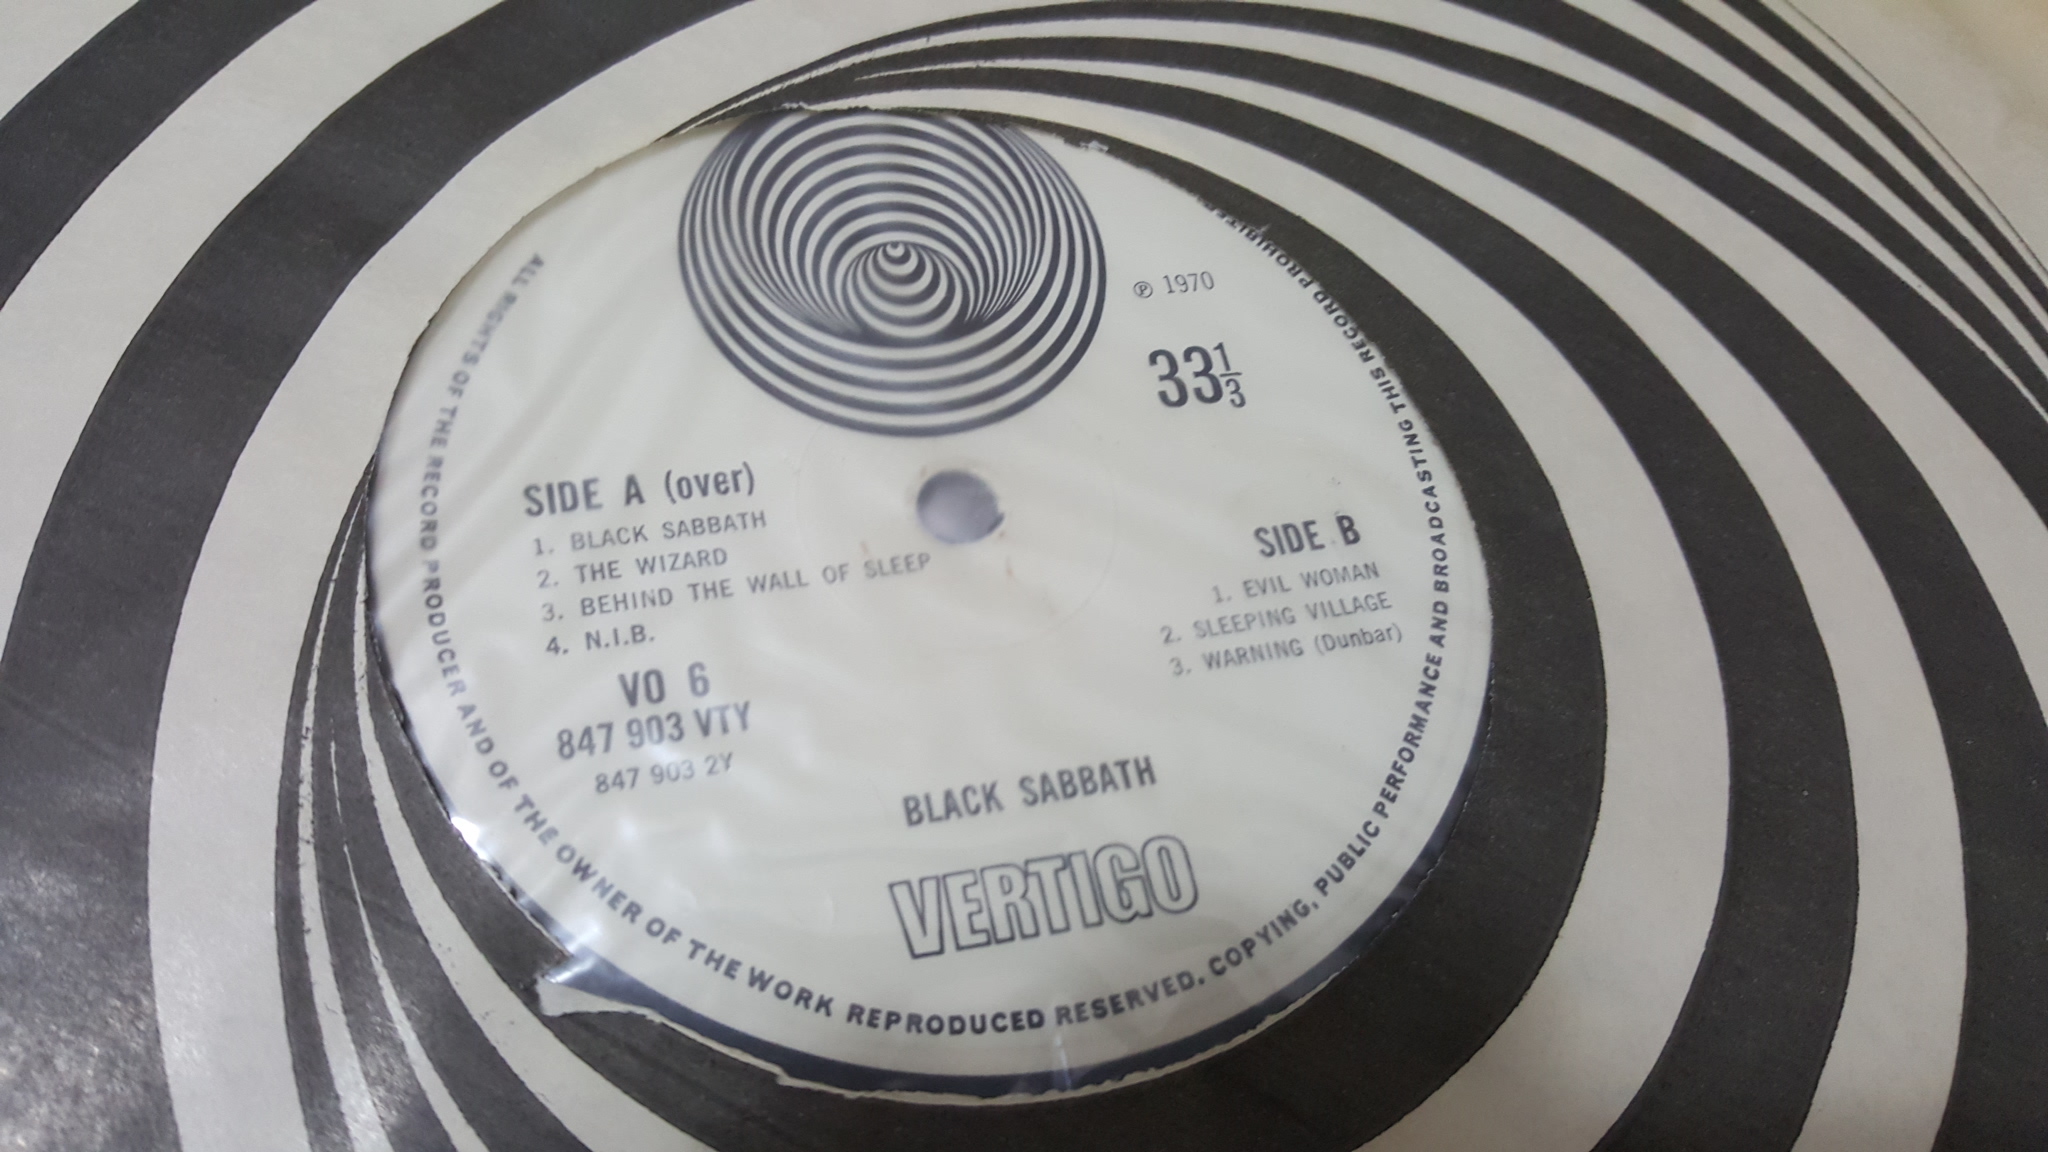 ℗ 1970
33 1/3
SIDE A (over)
1. BLACK SABBATH
2. THE WIZARD
3. BEHIND THE WALL OF SLEEP
4. N.I.B.
VO 6
847 903 VTY
847 903 2Y
SIDE B
1. EVIL WOMAN
2. SLEEPING VILLAGE
3. WARNING (Dunbar)
BLACK SABBATH
VERTIGO
ALL RIGHTS OF THE RECORD PRODUCER AND OF THE OWNER OF THE WORK REPRODUCED RESERVED. COPYING, PUBLIC PERFORMANCE AND BROADCASTING THIS RECORD PROHIBITE